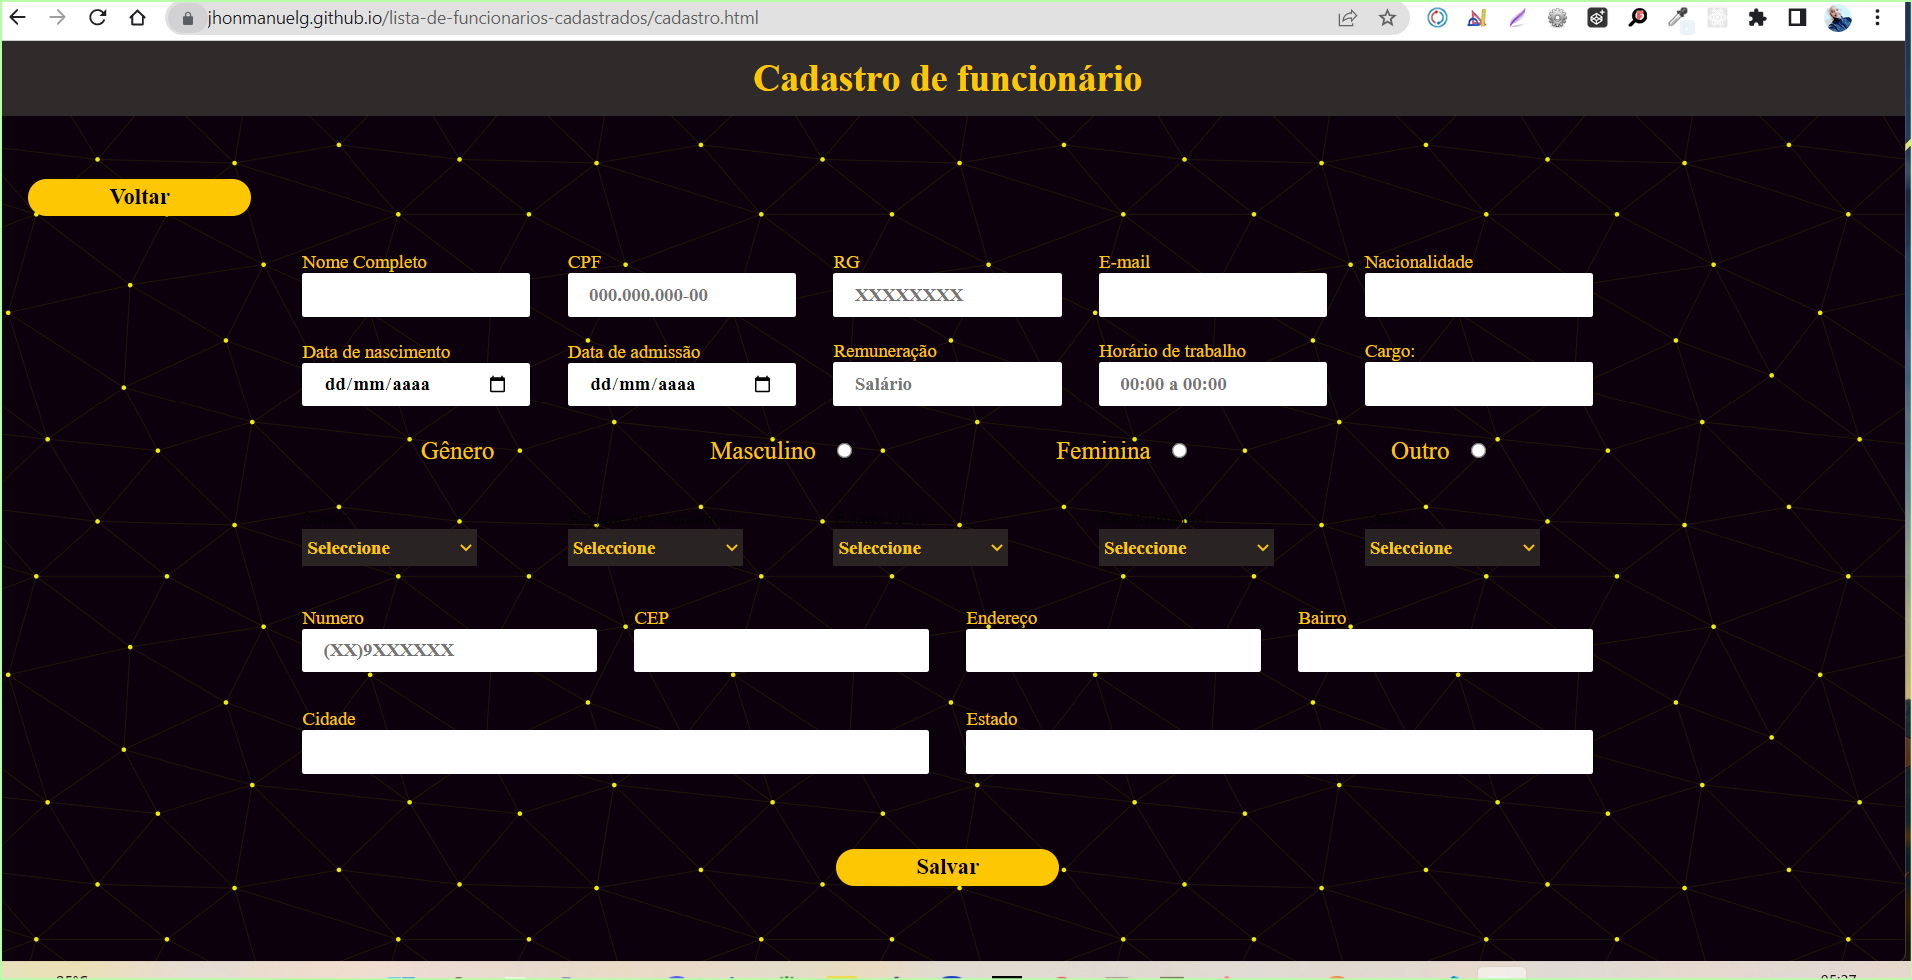 jhonmanuelg.github.io/lista-de-funcionarios-cadastrados/cadastro.html
Cadastro de funcionário
Voltar
Nome Completo CPF RG E-mail Nacionalidade
000.000.000-00 XXXXXXXX
Data de nascimento Data de admissão Remuneração Horário de trabalho Cargo:
dd/mm/aaaa dd/mm/aaaa Salário 00:00 a 00:00
Gênero Masculino Feminina Outro
Seleccione Seleccione Seleccione Seleccione Seleccione
Numero CEP Endereço Bairro
(XX)9XXXXXX
Cidade Estado
Salvar